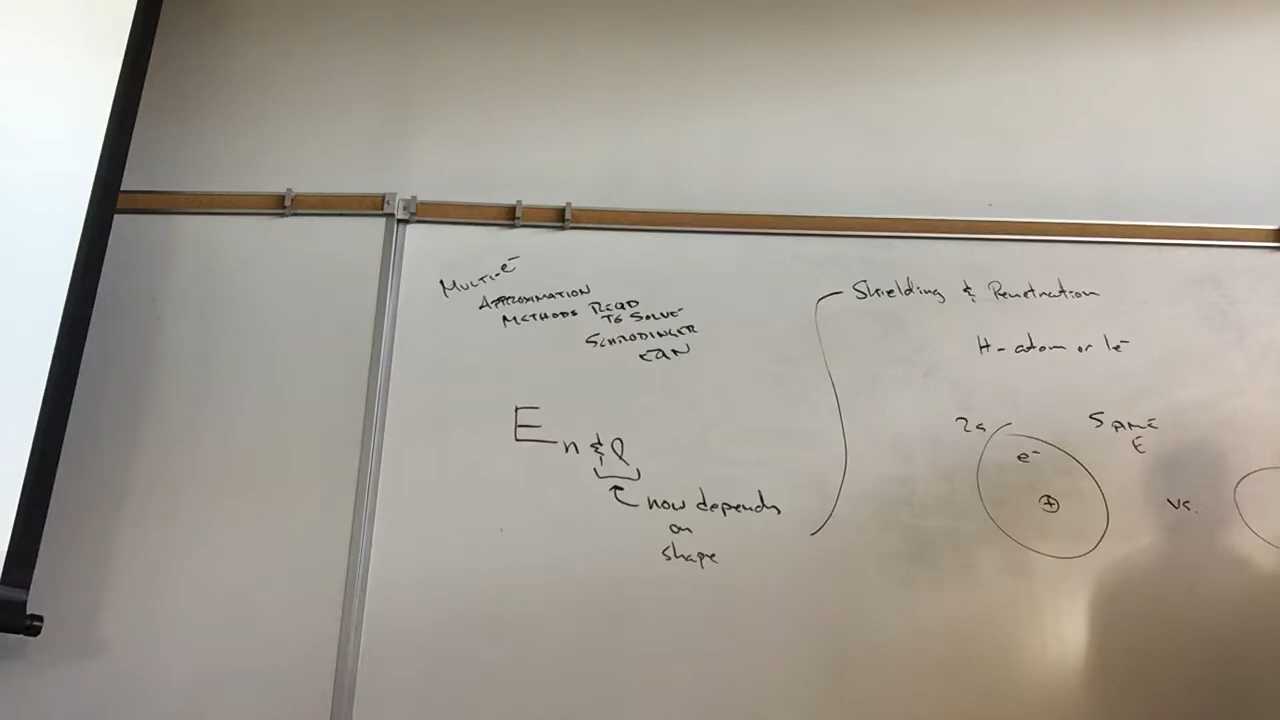 MULTI-e⁻
APPROXIMATION
METHODS REQD
TO SOLVE
SCHRODINGER
EQN
E n & l
now depends
on
shape
Shielding & Penetration
H-atom or 1e⁻
2s
SAME
E
e⁻
+
vs.